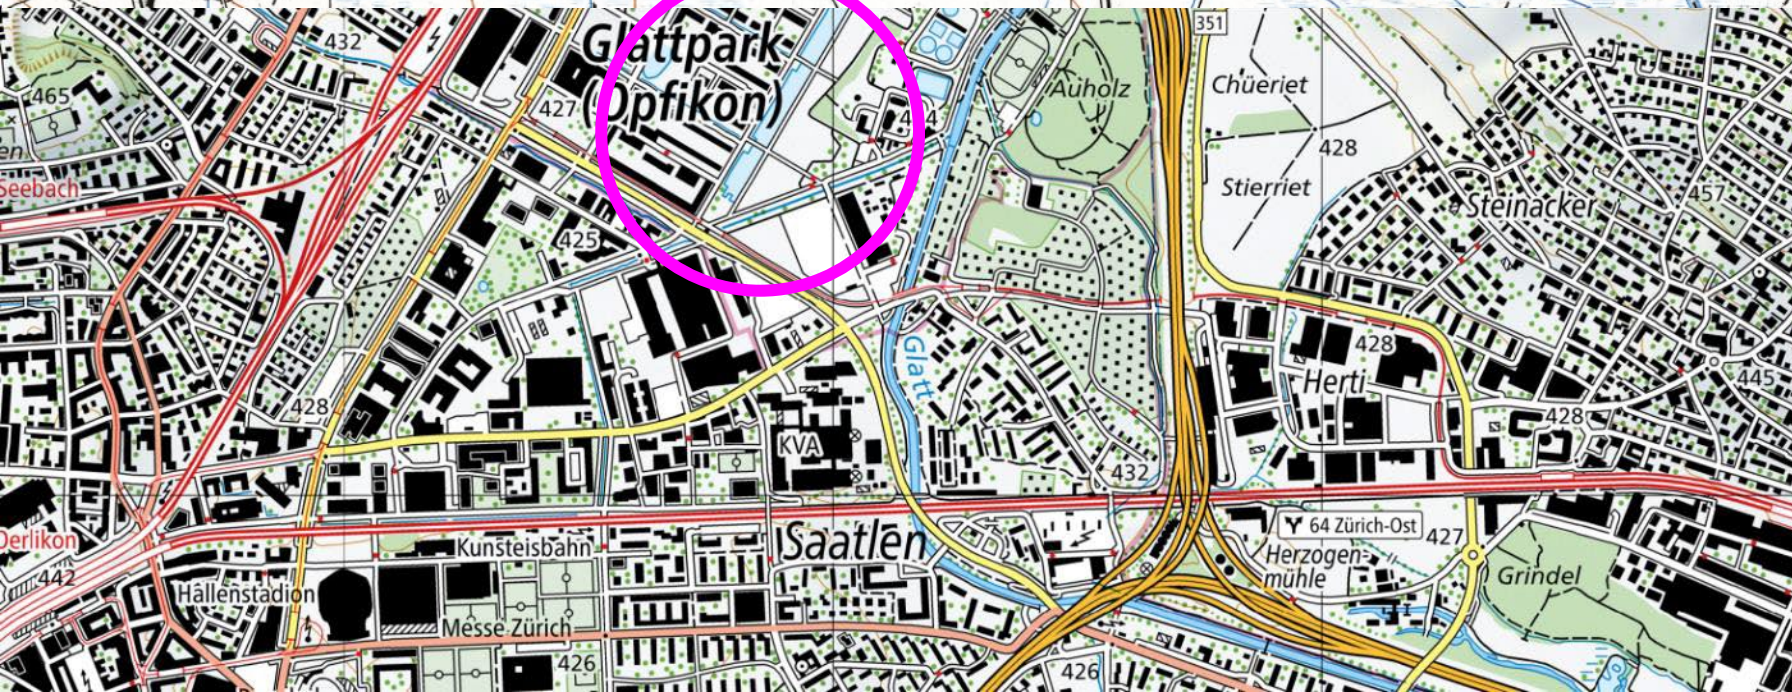 351
432
Glattpark
(Opfikon)
465
427
Auholz
Chüeriet
428
Seebach
Stierriet
457
Steinacker
425
Glatt
428
Herti
445
428
428
KVA
432
64 Zürich-Ost
427
Oerlikon
Kunsteisbahn
Saatlen
Herzogen-
mühle
Grindel
442
Hallenstadion
Messe Zürich
426
426